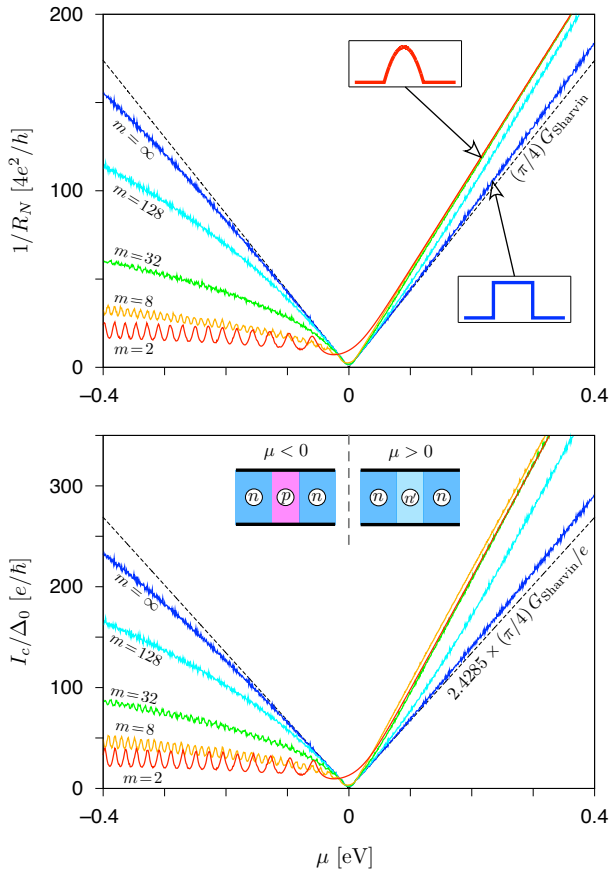 200
100
0
1/R_N [4e²/h]
m=∞
m=128
m=32
m=8
m=2
(π/4) G_Sharvin
−0.4
0
0.4
300
200
100
0
I_c/Δ_0 [e/ħ]
μ<0
μ>0
n p n
n n′ n
m=∞
m=128
m=32
m=8
m=2
2.4285 × (π/4) G_Sharvin/e
−0.4
0
0.4
μ [eV]